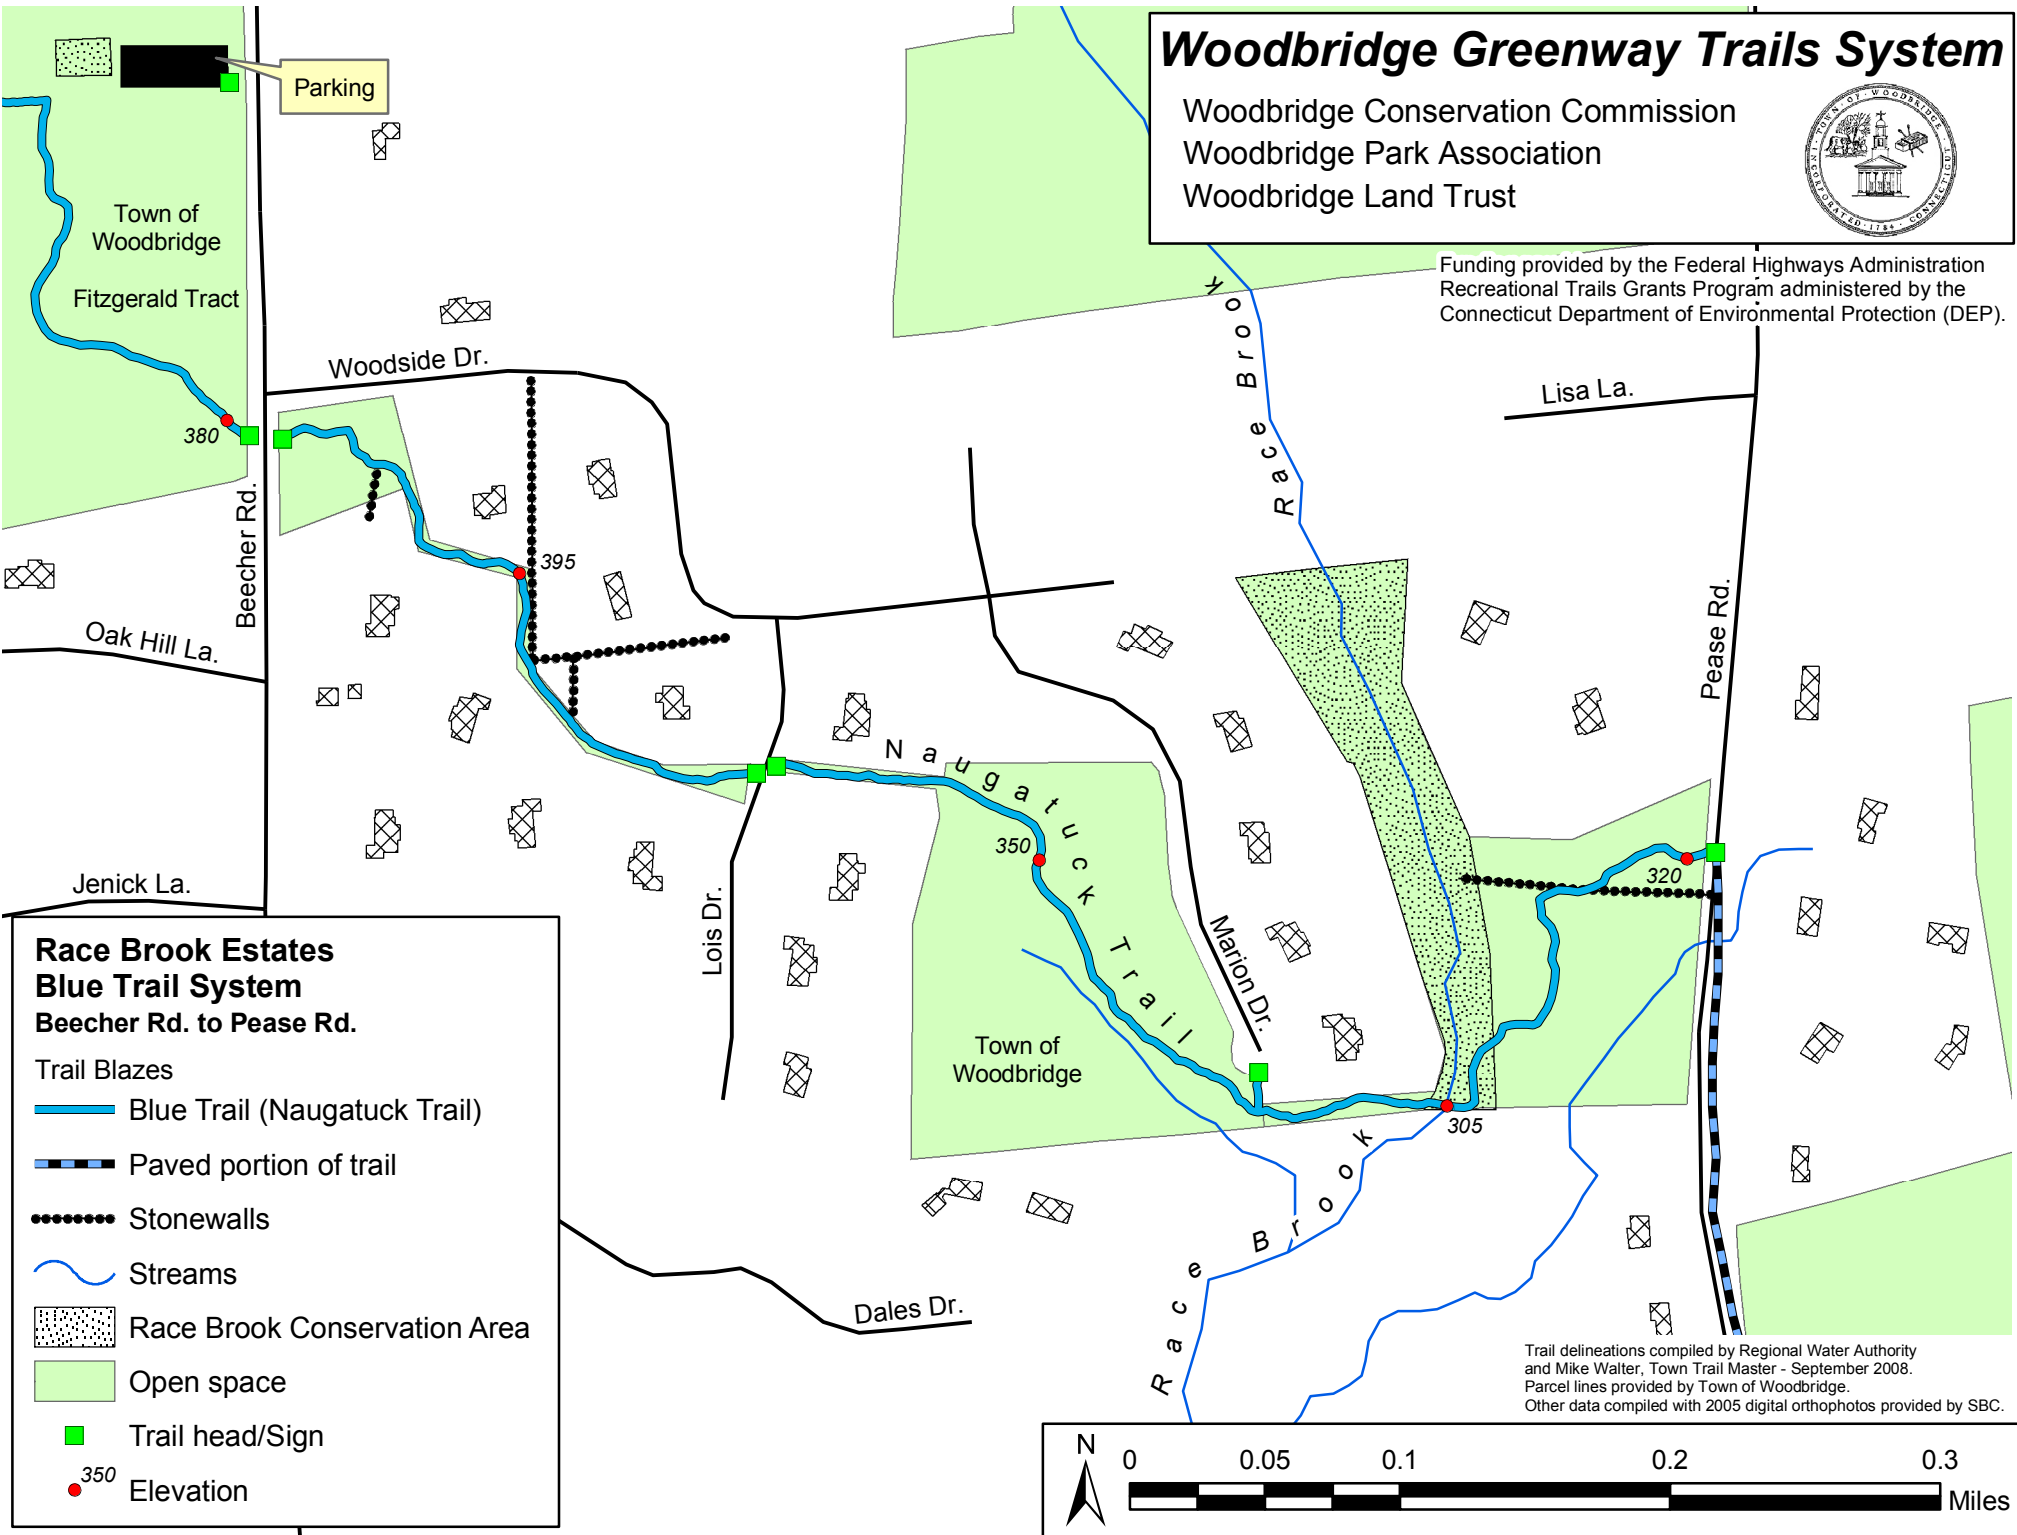 Woodbridge Greenway Trails System
Woodbridge Conservation Commission
Woodbridge Park Association
Woodbridge Land Trust
TOWN OF WOODBRIDGE
INCORPORATED 1784 CONNECTICUT
Funding provided by the Federal Highways Administration
Recreational Trails Grants Program administered by the
Connecticut Department of Environmental Protection (DEP).
Parking
Town of
Woodbridge
Fitzgerald Tract
Woodside Dr.
380
Beecher Rd.
395
Oak Hill La.
Race Brook
Lisa La.
Pease Rd.
Naugatuck Trail
350
320
Jenick La.
Lois Dr.
Marion Dr.
Town of
Woodbridge
305
Race Brook
Dales Dr.
Race Brook Estates
Blue Trail System
Beecher Rd. to Pease Rd.
Trail Blazes
Blue Trail (Naugatuck Trail)
Paved portion of trail
Stonewalls
Streams
Race Brook Conservation Area
Open space
Trail head/Sign
350
Elevation
Trail delineations compiled by Regional Water Authority
and Mike Walter, Town Trail Master - September 2008.
Parcel lines provided by Town of Woodbridge.
Other data compiled with 2005 digital orthophotos provided by SBC.
N
0 0.05 0.1 0.2 0.3
Miles